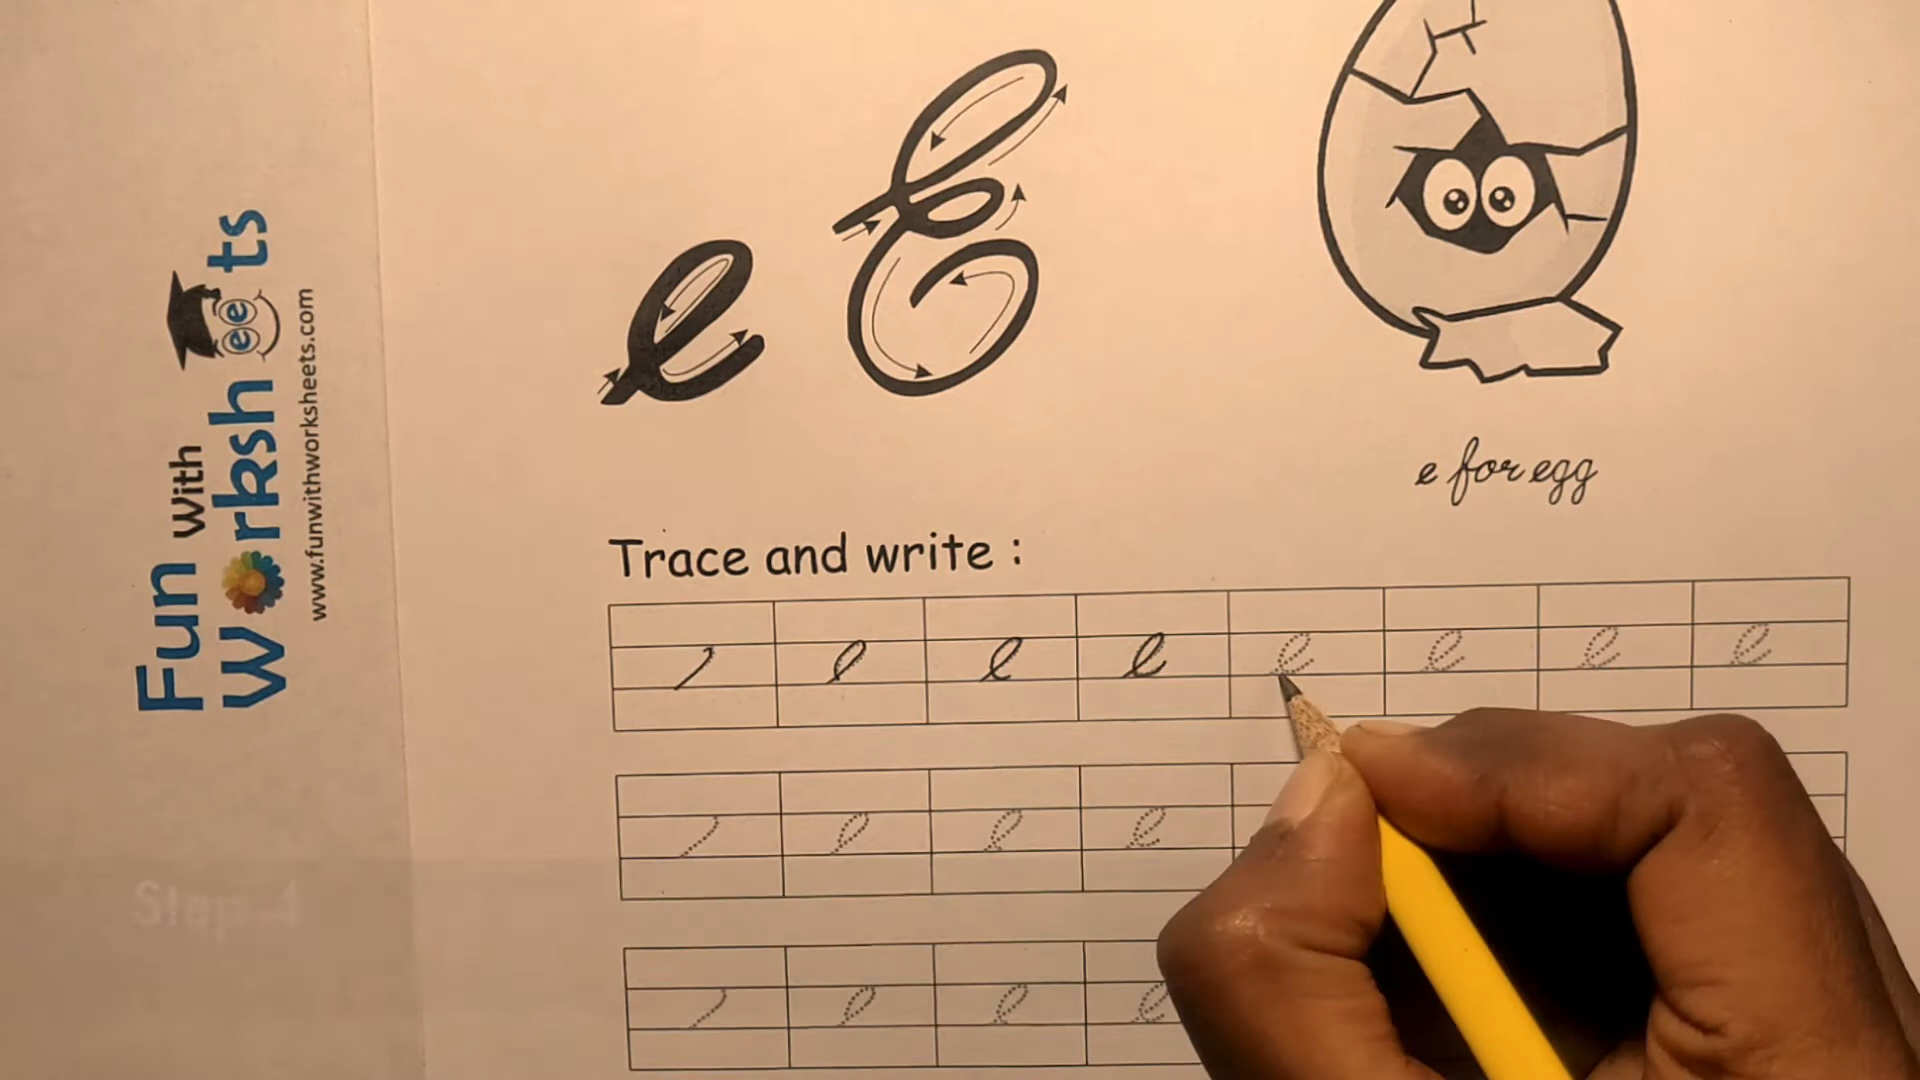 Fun With
Worksheets
www.funwithworksheets.com
e E
e for egg
Trace and write :
e e e e e e e
e e e
e e e
Step 4